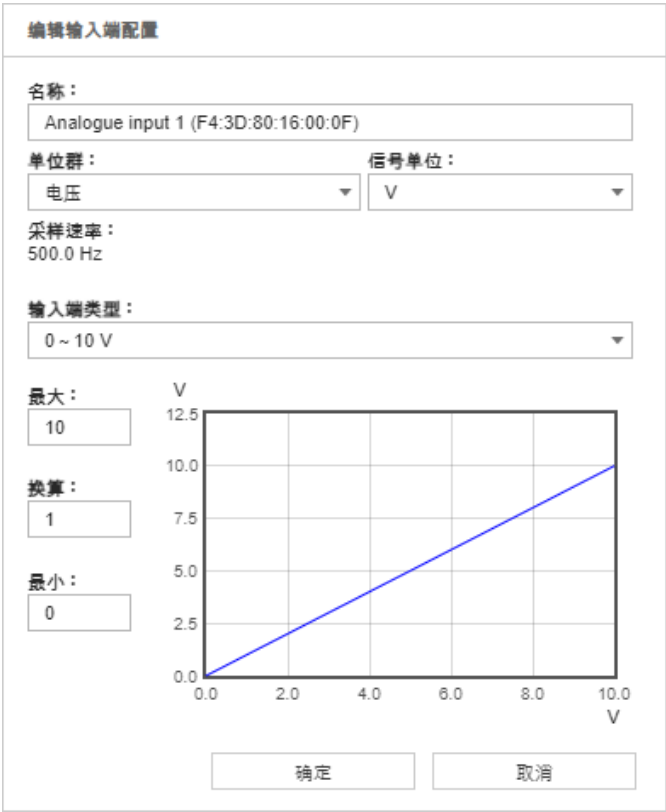 编辑输入端配置
名称：
Analogue input 1 (F4:3D:80:16:00:0F)
单位群： 信号单位：
电压 V
采样速率：
500.0 Hz
输入端类型：
0 ~ 10 V
最大：
10
换算：
1
最小：
0
V
12.5
10.0
7.5
5.0
2.5
0.0
0.0 2.0 4.0 6.0 8.0 10.0
V
确定 取消